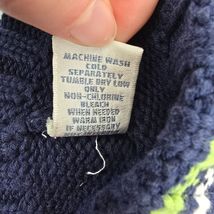 MACHINE WASH
COLD
SEPARATELY
TUMBLE DRY LOW
ONLY
NON-CHLORINE
BLEACH
WHEN NEEDED
WARM IRON
IF NECESSARY